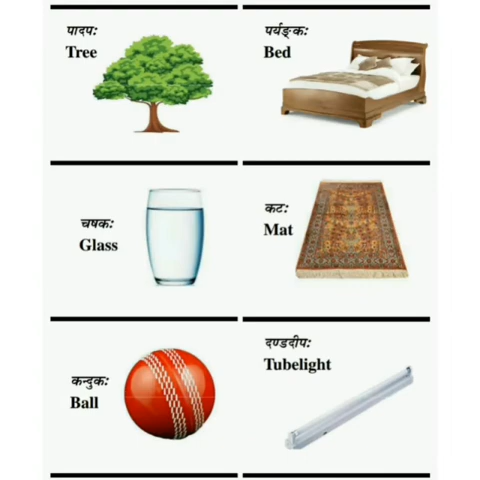 पादपः
Tree
पर्यङ्कः
Bed
चषकः
Glass
कटः
Mat
कन्दुकः
Ball
दण्डदीपः
Tubelight